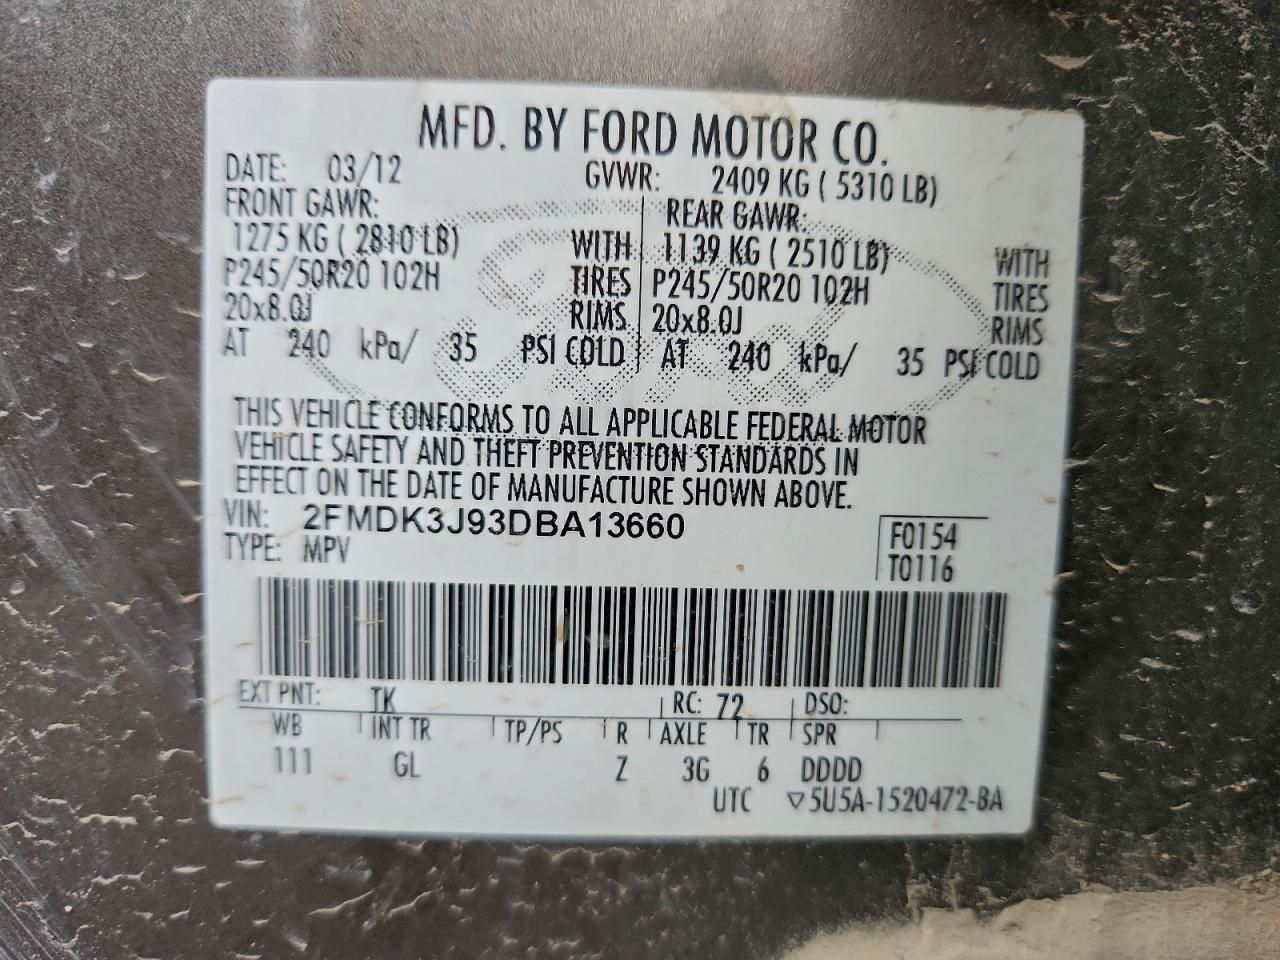 MFD. BY FORD MOTOR CO.
DATE: 03/12 GVWR: 2409 KG ( 5310 LB)
FRONT GAWR: REAR GAWR:
1275 KG ( 2810 LB) WITH 1139 KG ( 2510 LB) WITH
P245/50R20 102H TIRES P245/50R20 102H TIRES
20x8.0J RIMS 20x8.0J RIMS
AT 240 kPa/ 35 PSI COLD AT 240 kPa/ 35 PSI COLD
THIS VEHICLE CONFORMS TO ALL APPLICABLE FEDERAL MOTOR
VEHICLE SAFETY AND THEFT PREVENTION STANDARDS IN
EFFECT ON THE DATE OF MANUFACTURE SHOWN ABOVE.
VIN: 2FMDK3J93DBA13660
TYPE: MPV
F0154
T0116
EXT PNT: TK RC: 72 DSO:
WB INT TR TP/PS R AXLE TR SPR
111 GL Z 3G 6 DDDD
UTC ▽5U5A-1520472-BA